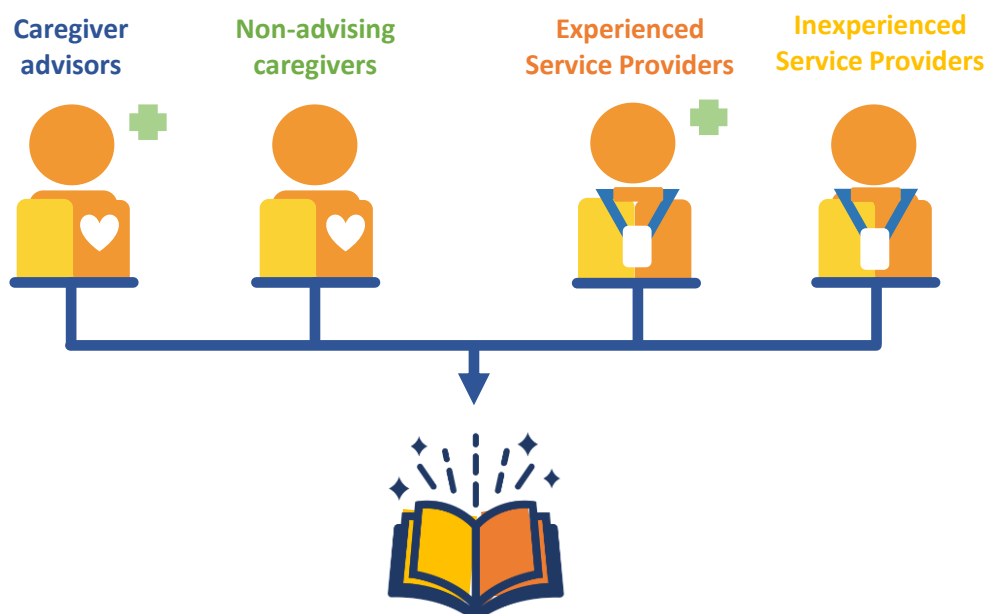 Caregiver
advisors
Non-advising
caregivers
Experienced
Service Providers
Inexperienced
Service Providers